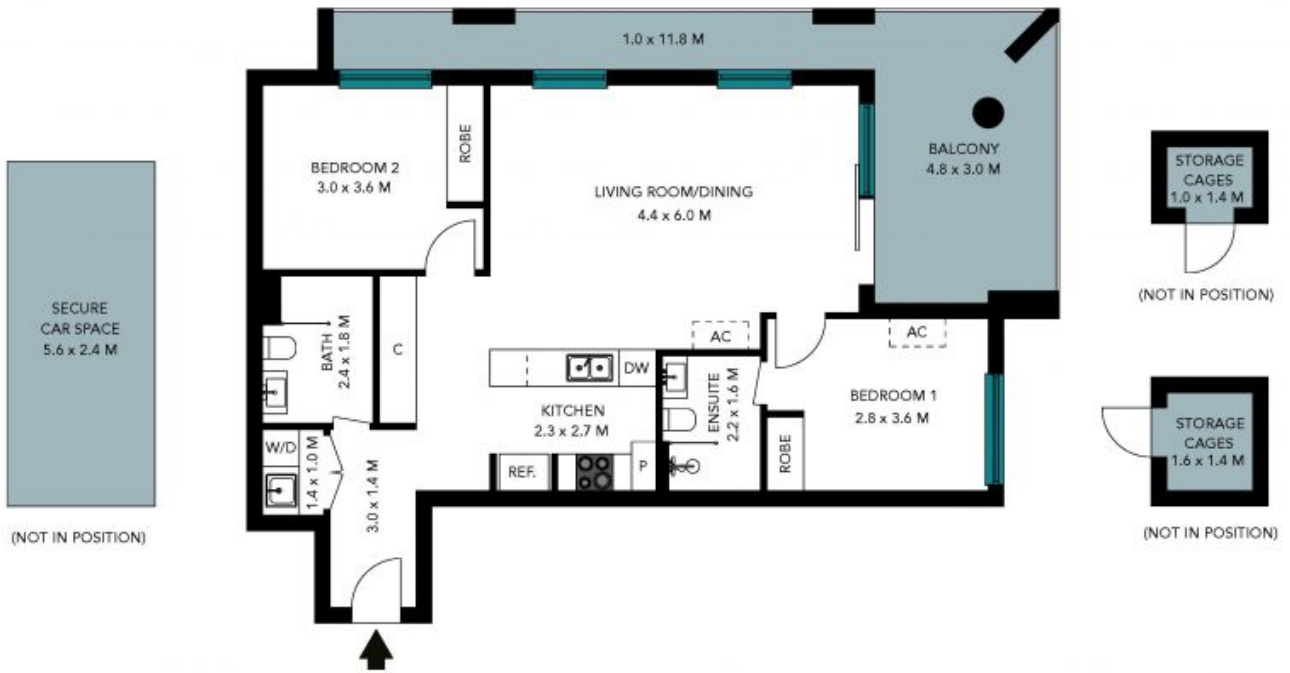 1.0 x 11.8 M
BEDROOM 2
3.0 x 3.6 M
ROBE
LIVING ROOM/DINING
4.4 x 6.0 M
BALCONY
4.8 x 3.0 M
STORAGE
CAGES
1.0 x 1.4 M
(NOT IN POSITION)
SECURE
CAR SPACE
5.6 x 2.4 M
(NOT IN POSITION)
BATH
2.4 x 1.8 M
C
AC
AC
DW
KITCHEN
2.3 x 2.7 M
ENSUITE
2.2 x 1.6 M
BEDROOM 1
2.8 x 3.6 M
ROBE
W/D
1.4 x 1.0 M
3.0 x 1.4 M
REF.
P
STORAGE
CAGES
1.6 x 1.4 M
(NOT IN POSITION)